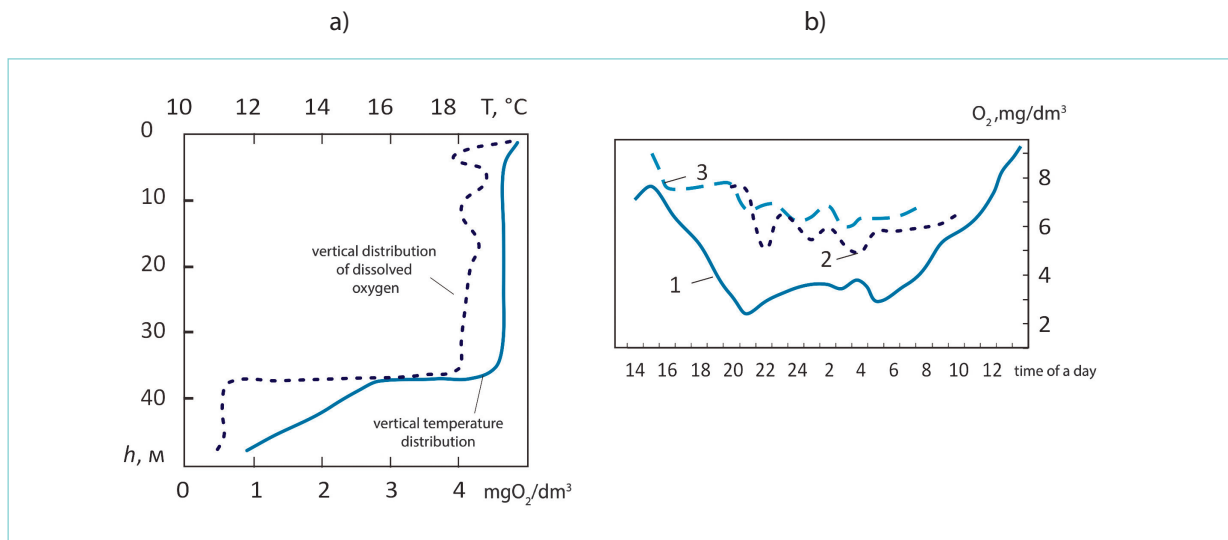 a)
b)
10 12 14 16 18 T, °C
0
10
20
30
40
h, м
vertical distribution
of dissolved
oxygen
vertical temperature
distribution
0 1 2 3 4 mgO₂/dm³
O₂,mg/dm³
8
6
4
2
3
2
1
14 16 18 20 22 24 2 4 6 8 10 12 time of a day